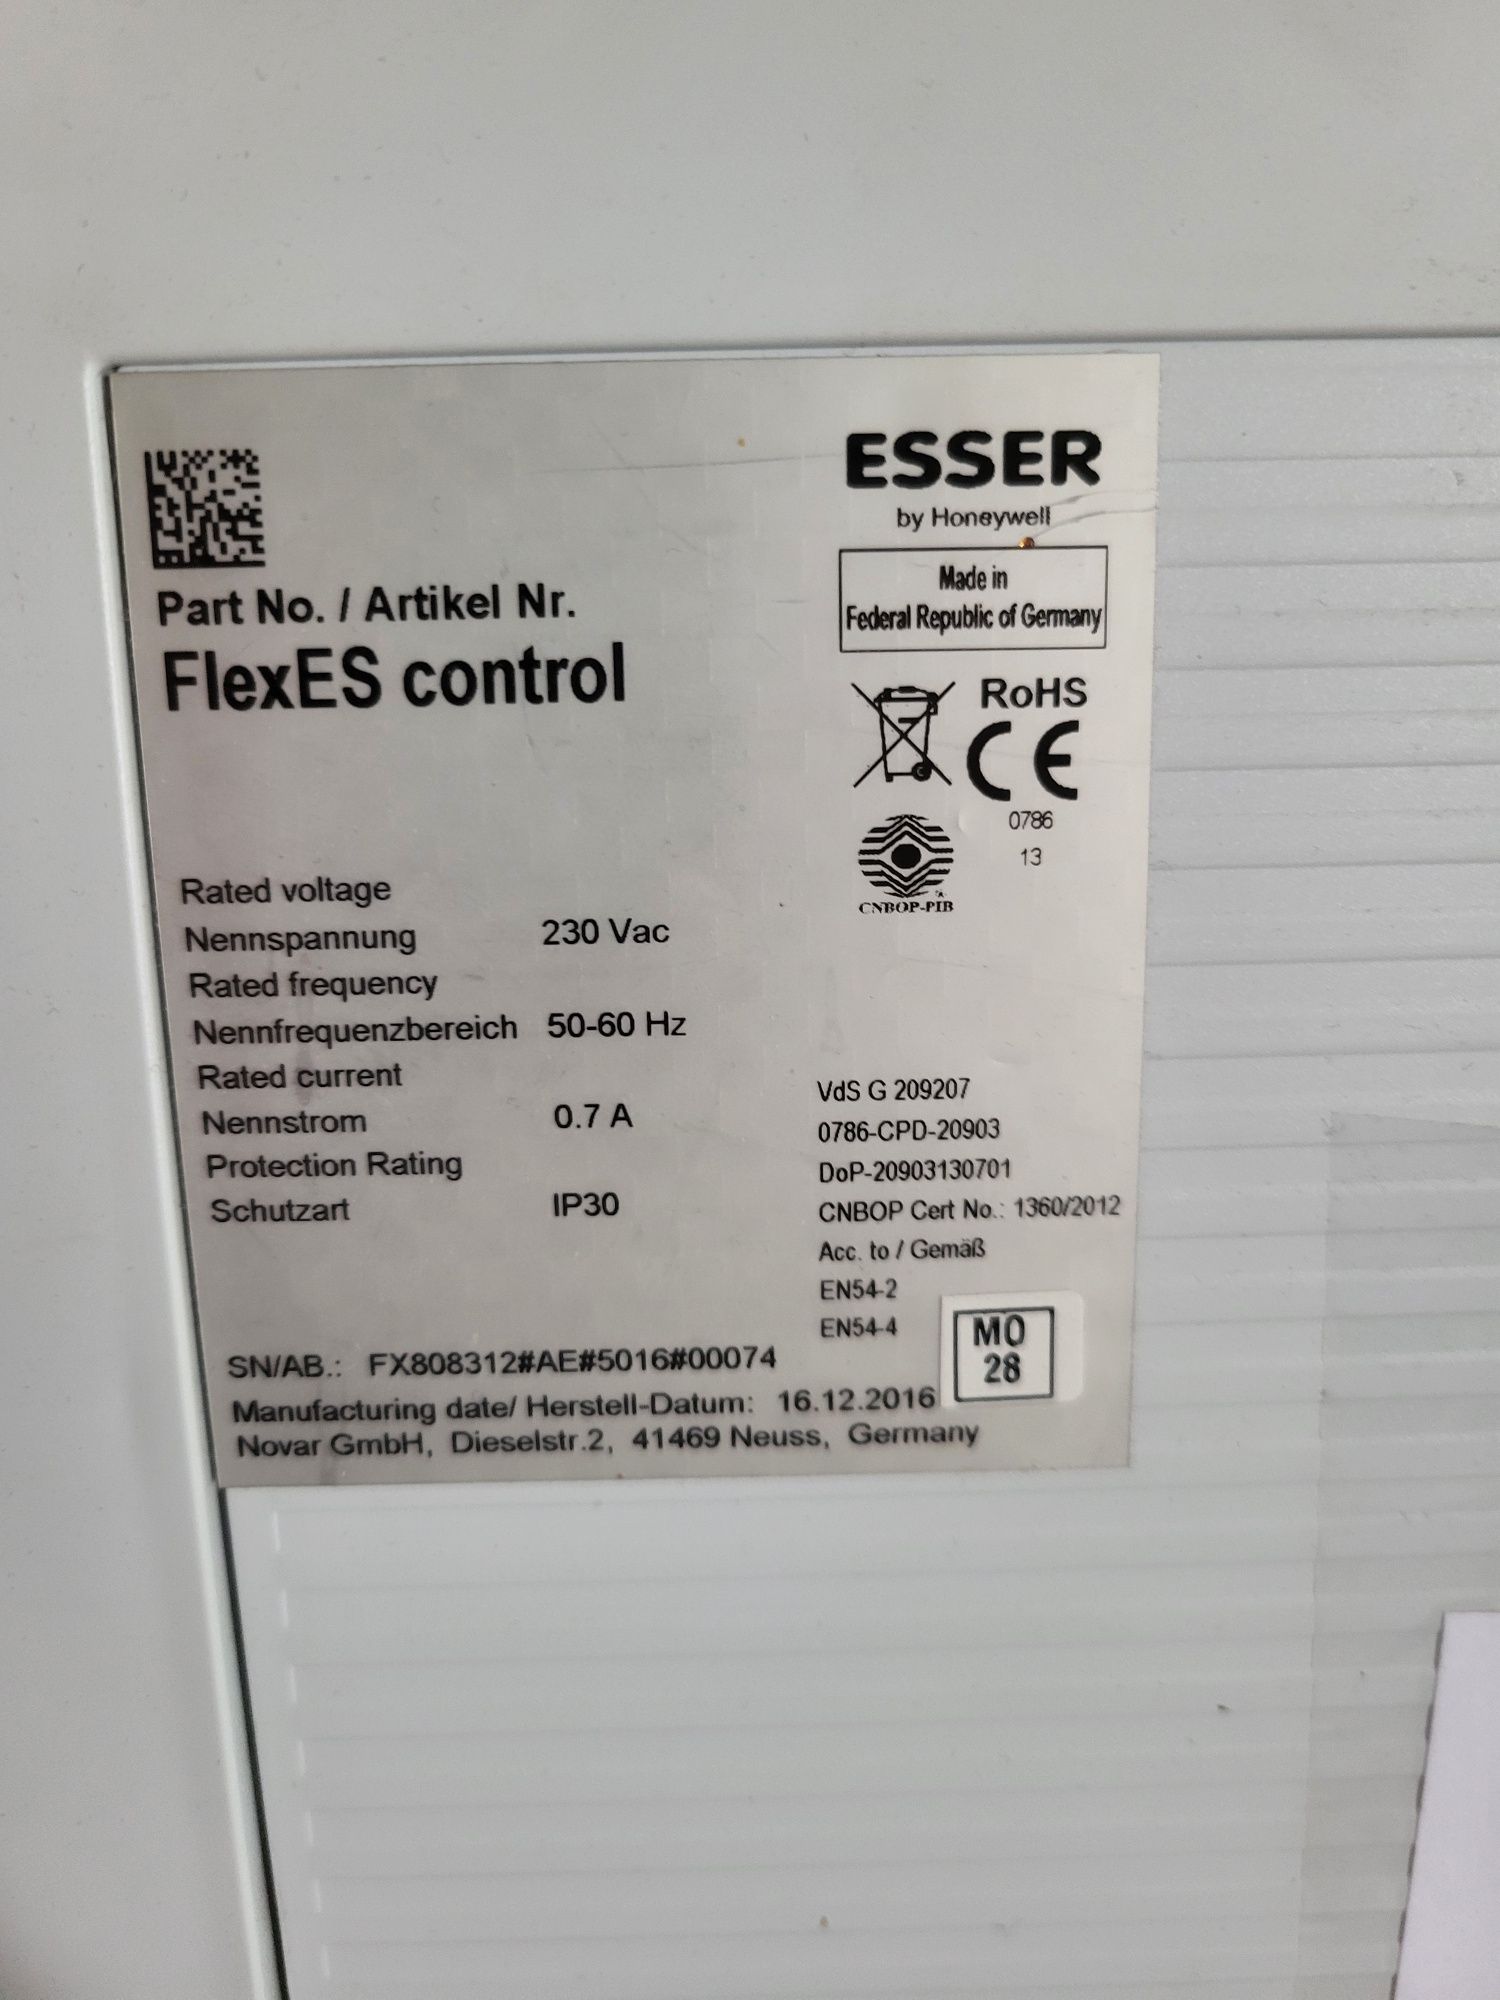 ESSER
by Honeywell
Made in
Federal Republic of Germany
Part No. / Artikel Nr.
FlexES control
RoHS
CE
0786
13
CNBOP-PIB
Rated voltage
Nennspannung 230 Vac
Rated frequency
Nennfrequenzbereich 50-60 Hz
Rated current
Nennstrom 0.7 A
Protection Rating
Schutzart IP30
VdS G 209207
0786-CPD-20903
DoP-20903130701
CNBOP Cert No.: 1360/2012
Acc. to / Gemäß
EN54-2
EN54-4
MO
28
SN/AB.: FX808312#AE#5016#00074
Manufacturing date/ Herstell-Datum: 16.12.2016
Novar GmbH, Dieselstr.2, 41469 Neuss, Germany